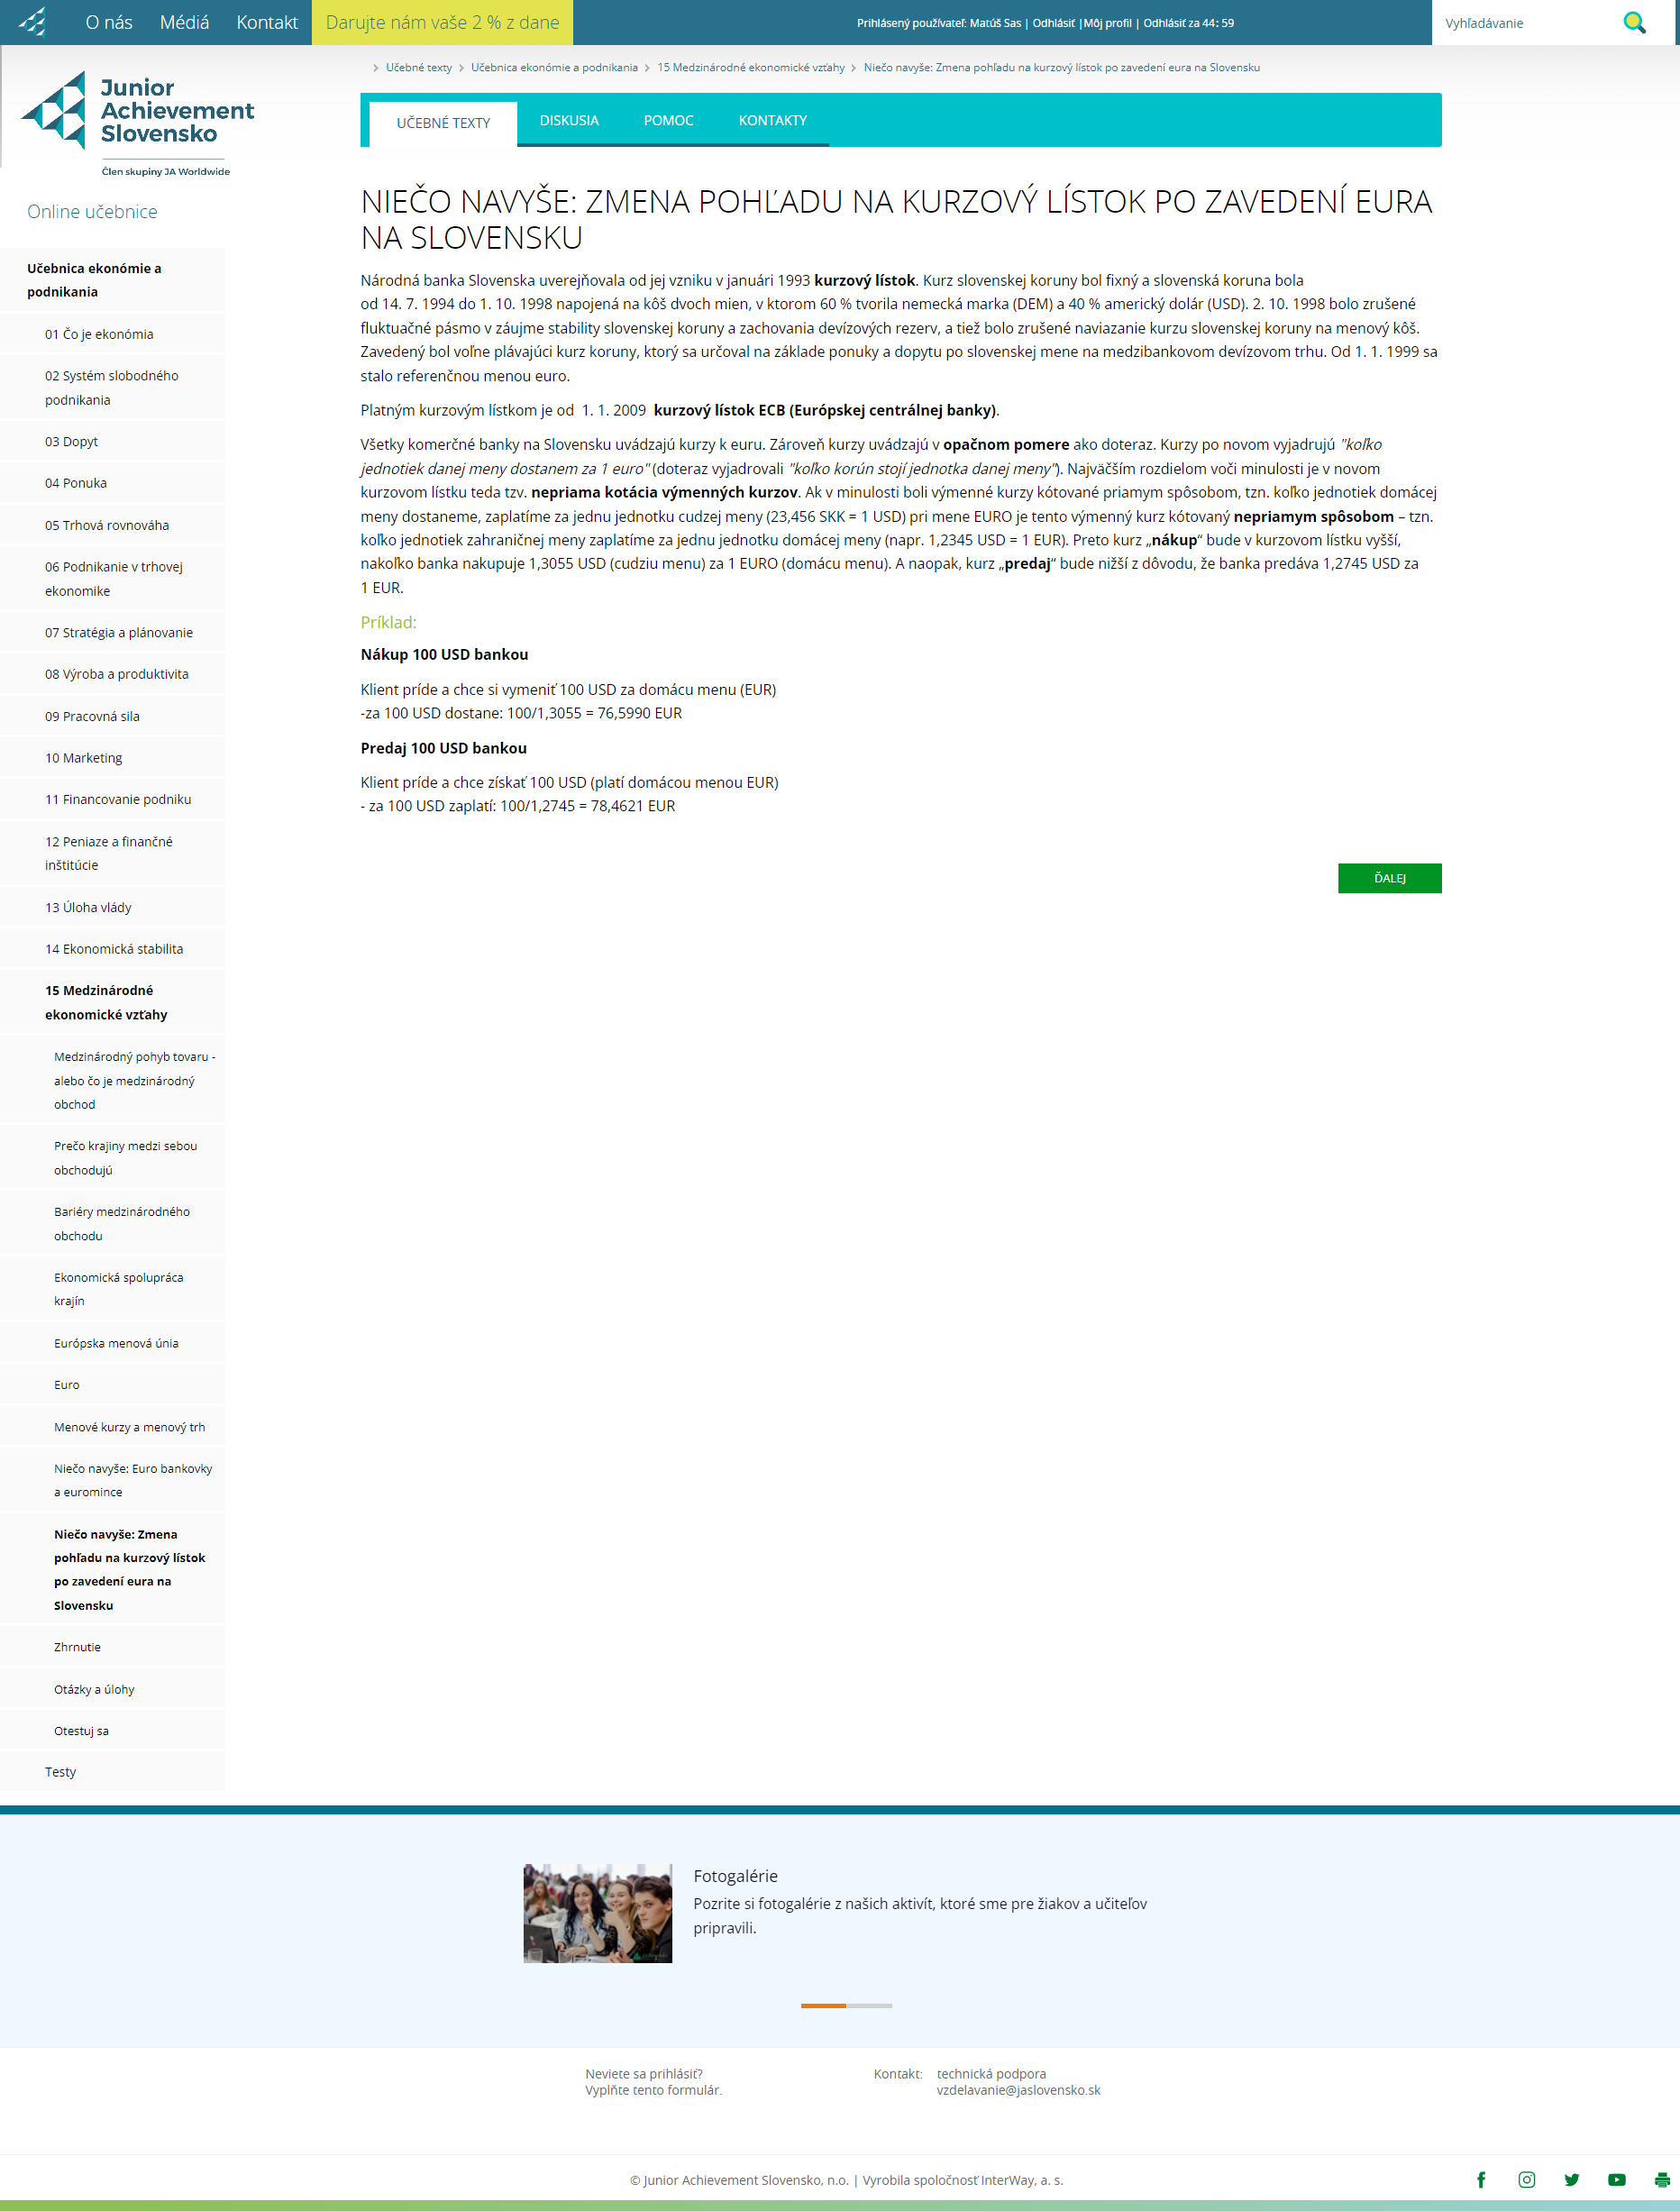 O nás Médiá Kontakt Darujte nám vaše 2 % z dane Prihlásený používateľ: Matúš Sas | Odhlásiť |Môj profil | Odhlásiť za 44: 59 Vyhľadávanie
Učebné texty Učebnica ekonómie a podnikania 15 Medzinárodné ekonomické vzťahy Niečo navyše: Zmena pohľadu na kurzový lístok po zavedení eura na Slovensku
Junior
Achievement
Slovensko
Člen skupiny JA Worldwide
UČEBNÉ TEXTY DISKUSIA POMOC KONTAKTY
Online učebnice
Učebnica ekonómie a
podnikania
01 Čo je ekonómia
02 Systém slobodného
podnikania
03 Dopyt
04 Ponuka
05 Trhová rovnováha
06 Podnikanie v trhovej
ekonomike
07 Stratégia a plánovanie
08 Výroba a produktivita
09 Pracovná sila
10 Marketing
11 Financovanie podniku
12 Peniaze a finančné
inštitúcie
13 Úloha vlády
14 Ekonomická stabilita
15 Medzinárodné
ekonomické vzťahy
Medzinárodný pohyb tovaru -
alebo čo je medzinárodný
obchod
Prečo krajiny medzi sebou
obchodujú
Bariéry medzinárodného
obchodu
Ekonomická spolupráca
krajín
Európska menová únia
Euro
Menové kurzy a menový trh
Niečo navyše: Euro bankovky
a euromince
Niečo navyše: Zmena
pohľadu na kurzový lístok
po zavedení eura na
Slovensku
Zhrnutie
Otázky a úlohy
Otestuj sa
Testy
NIEČO NAVYŠE: ZMENA POHĽADU NA KURZOVÝ LÍSTOK PO ZAVEDENÍ EURA
NA SLOVENSKU
Národná banka Slovenska uverejňovala od jej vzniku v januári 1993 kurzový lístok. Kurz slovenskej koruny bol fixný a slovenská koruna bola
od 14. 7. 1994 do 1. 10. 1998 napojená na kôš dvoch mien, v ktorom 60 % tvorila nemecká marka (DEM) a 40 % americký dolár (USD). 2. 10. 1998 bolo zrušené
fluktuačné pásmo v záujme stability slovenskej koruny a zachovania devízových rezerv, a tiež bolo zrušené naviazanie kurzu slovenskej koruny na menový kôš.
Zavedený bol voľne plávajúci kurz koruny, ktorý sa určoval na základe ponuky a dopytu po slovenskej mene na medzibankovom devízovom trhu. Od 1. 1. 1999 sa
stalo referenčnou menou euro.
Platným kurzovým lístkom je od 1. 1. 2009 kurzový lístok ECB (Európskej centrálnej banky).
Všetky komerčné banky na Slovensku uvádzajú kurzy k euru. Zároveň kurzy uvádzajú v opačnom pomere ako doteraz. Kurzy po novom vyjadrujú "koľko
jednotiek danej meny dostanem za 1 euro" (doteraz vyjadrovali "koľko korún stojí jednotka danej meny"). Najväčším rozdielom voči minulosti je v novom
kurzovom lístku teda tzv. nepriama kotácia výmenných kurzov. Ak v minulosti boli výmenné kurzy kótované priamym spôsobom, tzn. koľko jednotiek domácej
meny dostaneme, zaplatíme za jednu jednotku cudzej meny (23,456 SKK = 1 USD) pri mene EURO je tento výmenný kurz kótovaný nepriamym spôsobom – tzn.
koľko jednotiek zahraničnej meny zaplatíme za jednu jednotku domácej meny (napr. 1,2345 USD = 1 EUR). Preto kurz „nákup“ bude v kurzovom lístku vyšší,
nakoľko banka nakupuje 1,3055 USD (cudziu menu) za 1 EURO (domácu menu). A naopak, kurz „predaj“ bude nižší z dôvodu, že banka predáva 1,2745 USD za
1 EUR.
Príklad:
Nákup 100 USD bankou
Klient príde a chce si vymeniť 100 USD za domácu menu (EUR)
-za 100 USD dostane: 100/1,3055 = 76,5990 EUR
Predaj 100 USD bankou
Klient príde a chce získať 100 USD (platí domácou menou EUR)
- za 100 USD zaplatí: 100/1,2745 = 78,4621 EUR
ĎALEJ
Fotogalérie
Pozrite si fotogalérie z našich aktivít, ktoré sme pre žiakov a učiteľov
pripravili.
Neviete sa prihlásiť?
Vyplňte tento formulár.
Kontakt: technická podpora
vzdelavanie@jaslovensko.sk
© Junior Achievement Slovensko, n.o. | Vyrobila spoločnosť InterWay, a. s.